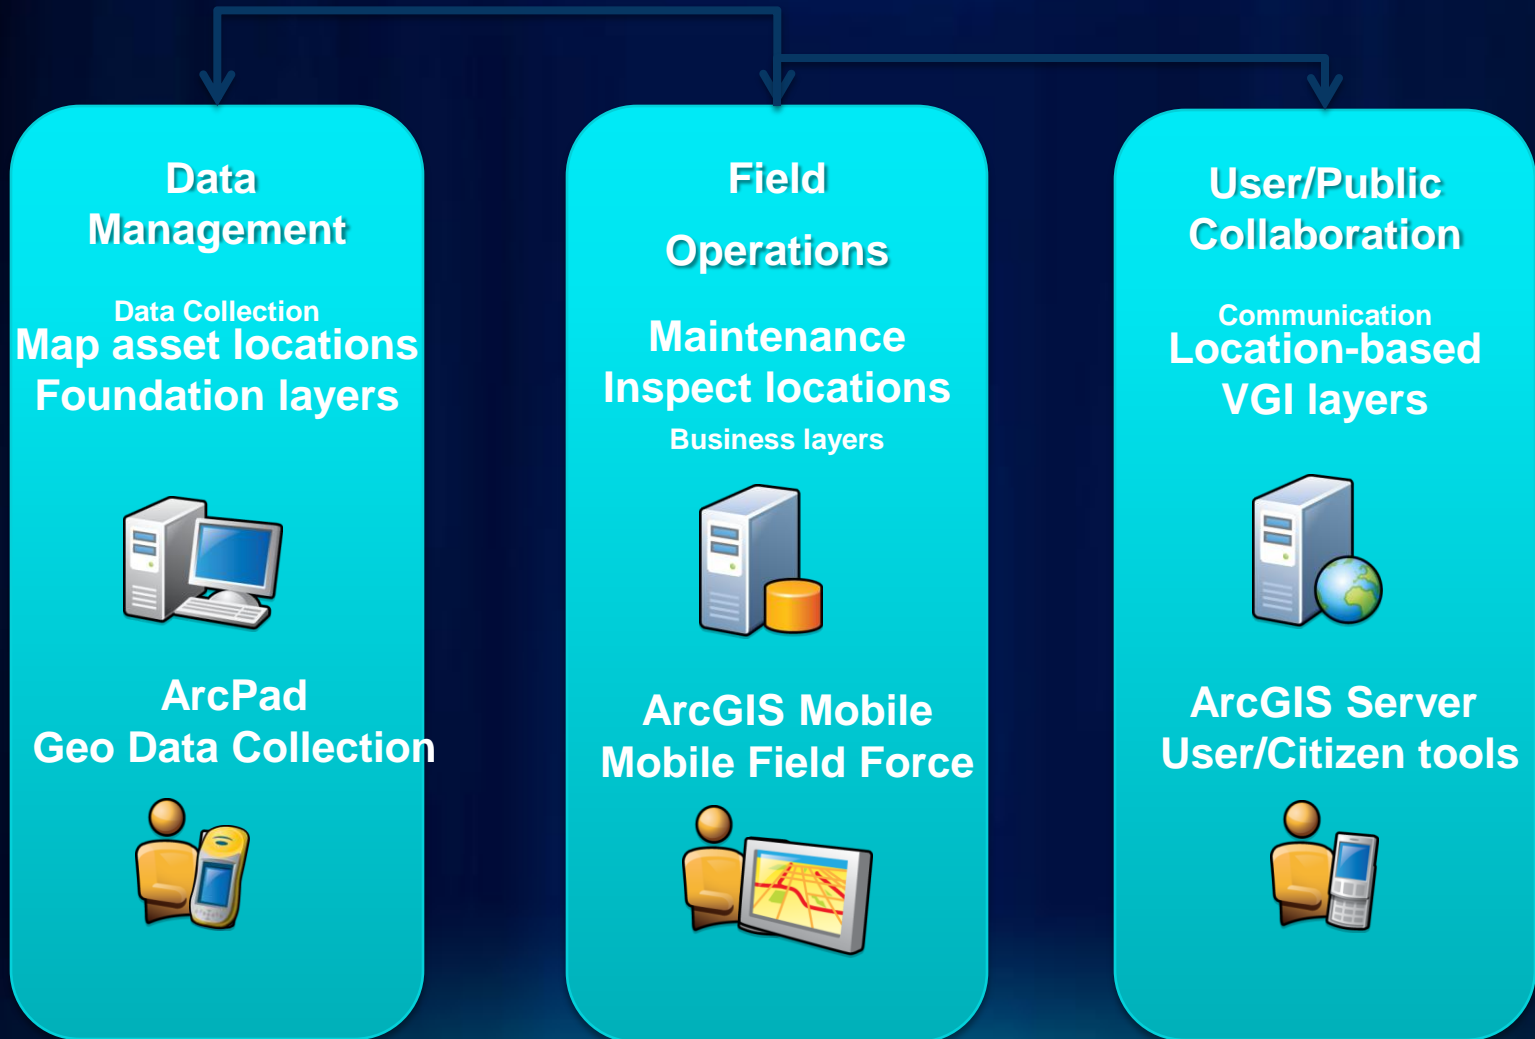 Data
Management
Data Collection
Map asset locations
Foundation layers
ArcPad
Geo Data Collection
Field
Operations
Maintenance
Inspect locations
Business layers
ArcGIS Mobile
Mobile Field Force
User/Public
Collaboration
Communication
Location-based
VGI layers
ArcGIS Server
User/Citizen tools